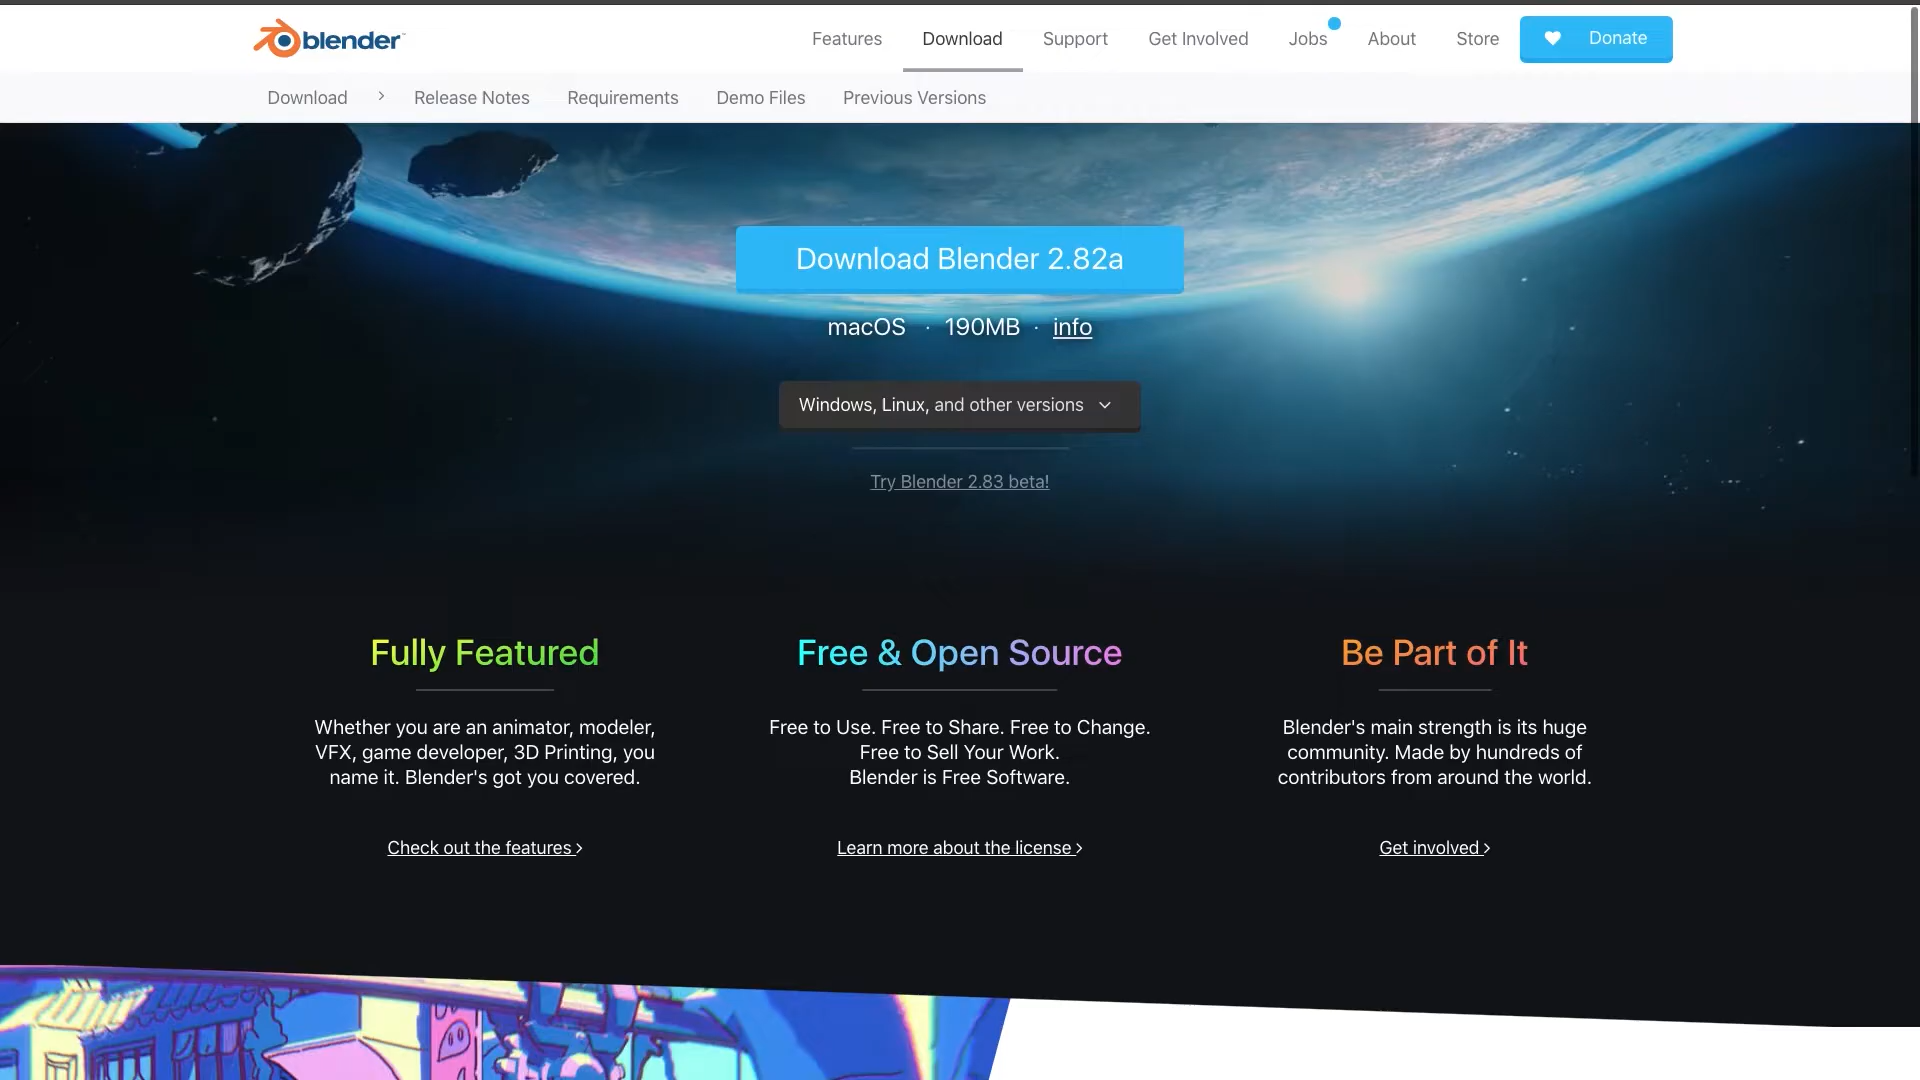 blender
Features
Download
Support
Get Involved
Jobs
About
Store
Donate
Download
Release Notes
Requirements
Demo Files
Previous Versions
Download Blender 2.82a
macOS · 190MB · info
Windows, Linux, and other versions
Try Blender 2.83 beta!
Fully Featured
Whether you are an animator, modeler,
VFX, game developer, 3D Printing, you
name it. Blender's got you covered.
Check out the features
Free & Open Source
Free to Use. Free to Share. Free to Change.
Free to Sell Your Work.
Blender is Free Software.
Learn more about the license
Be Part of It
Blender's main strength is its huge
community. Made by hundreds of
contributors from around the world.
Get involved